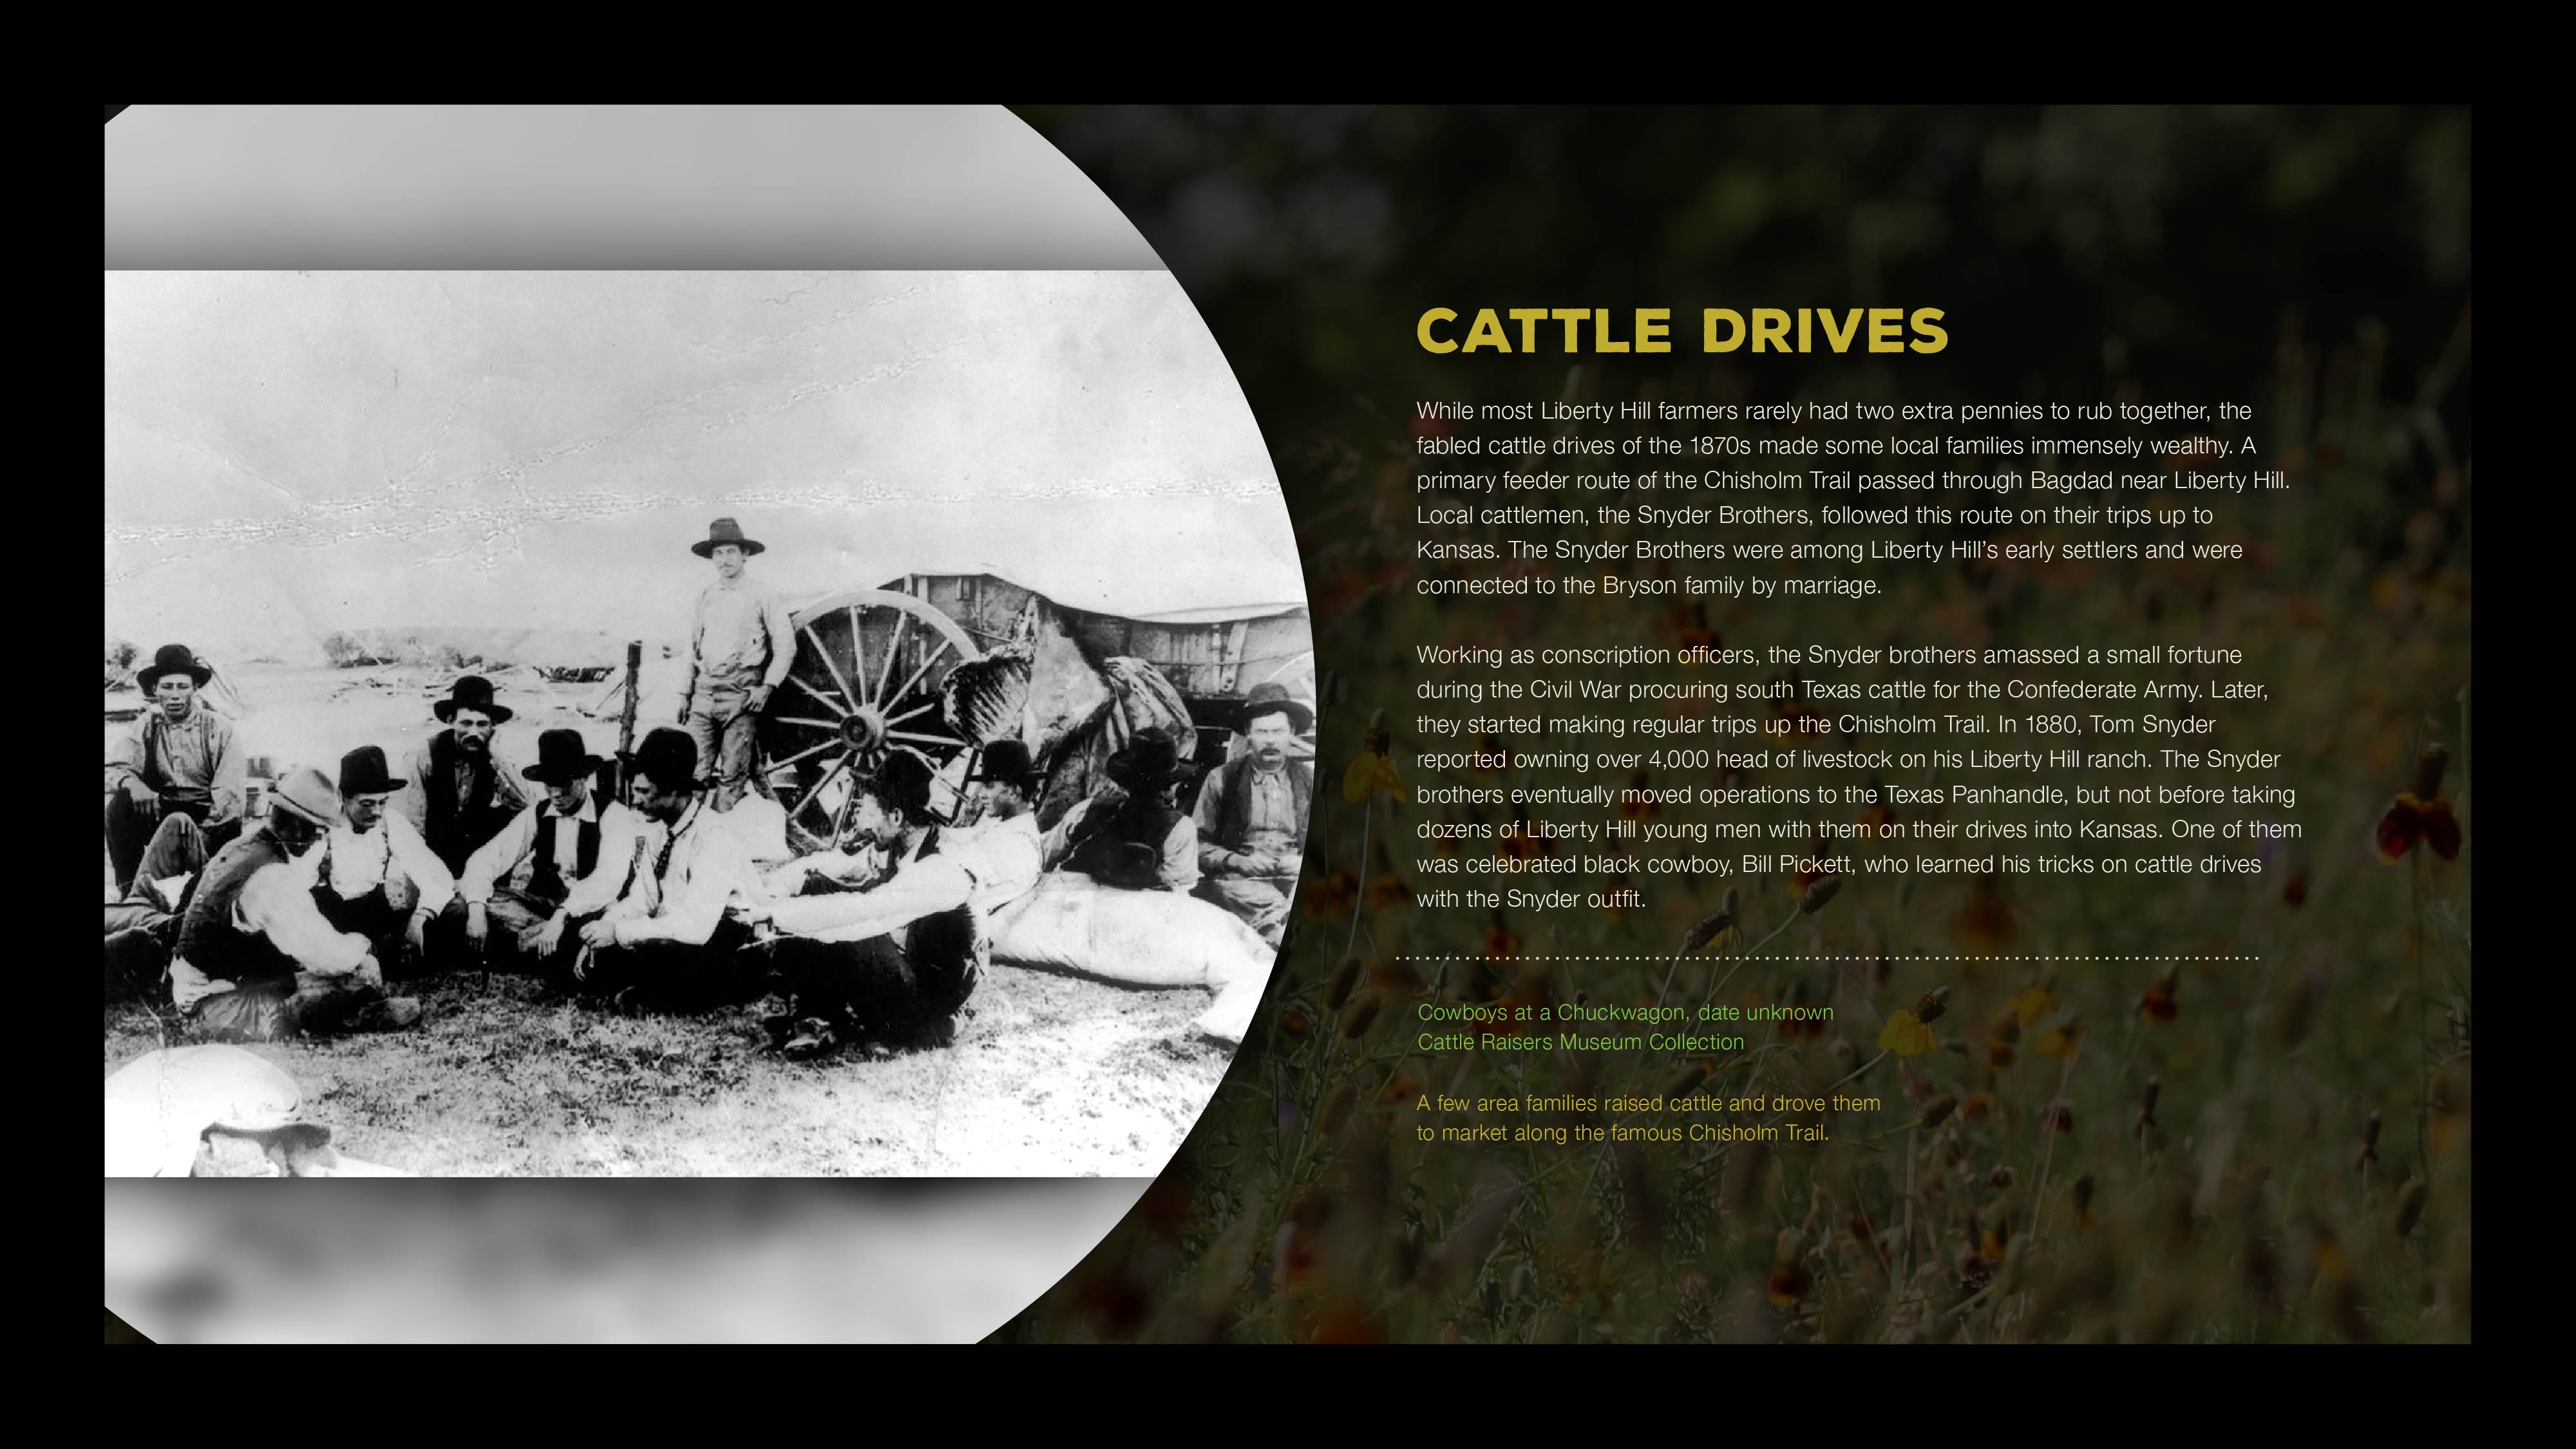 CATTLE DRIVES
While most Liberty Hill farmers rarely had two extra pennies to rub together, the
fabled cattle drives of the 1870s made some local families immensely wealthy. A
primary feeder route of the Chisholm Trail passed through Bagdad near Liberty Hill.
Local cattlemen, the Snyder Brothers, followed this route on their trips up to
Kansas. The Snyder Brothers were among Liberty Hill’s early settlers and were
connected to the Bryson family by marriage.
Working as conscription officers, the Snyder brothers amassed a small fortune
during the Civil War procuring south Texas cattle for the Confederate Army. Later,
they started making regular trips up the Chisholm Trail. In 1880, Tom Snyder
reported owning over 4,000 head of livestock on his Liberty Hill ranch. The Snyder
brothers eventually moved operations to the Texas Panhandle, but not before taking
dozens of Liberty Hill young men with them on their drives into Kansas. One of them
was celebrated black cowboy, Bill Pickett, who learned his tricks on cattle drives
with the Snyder outfit.
Cowboys at a Chuckwagon, date unknown
Cattle Raisers Museum Collection
A few area families raised cattle and drove them
to market along the famous Chisholm Trail.